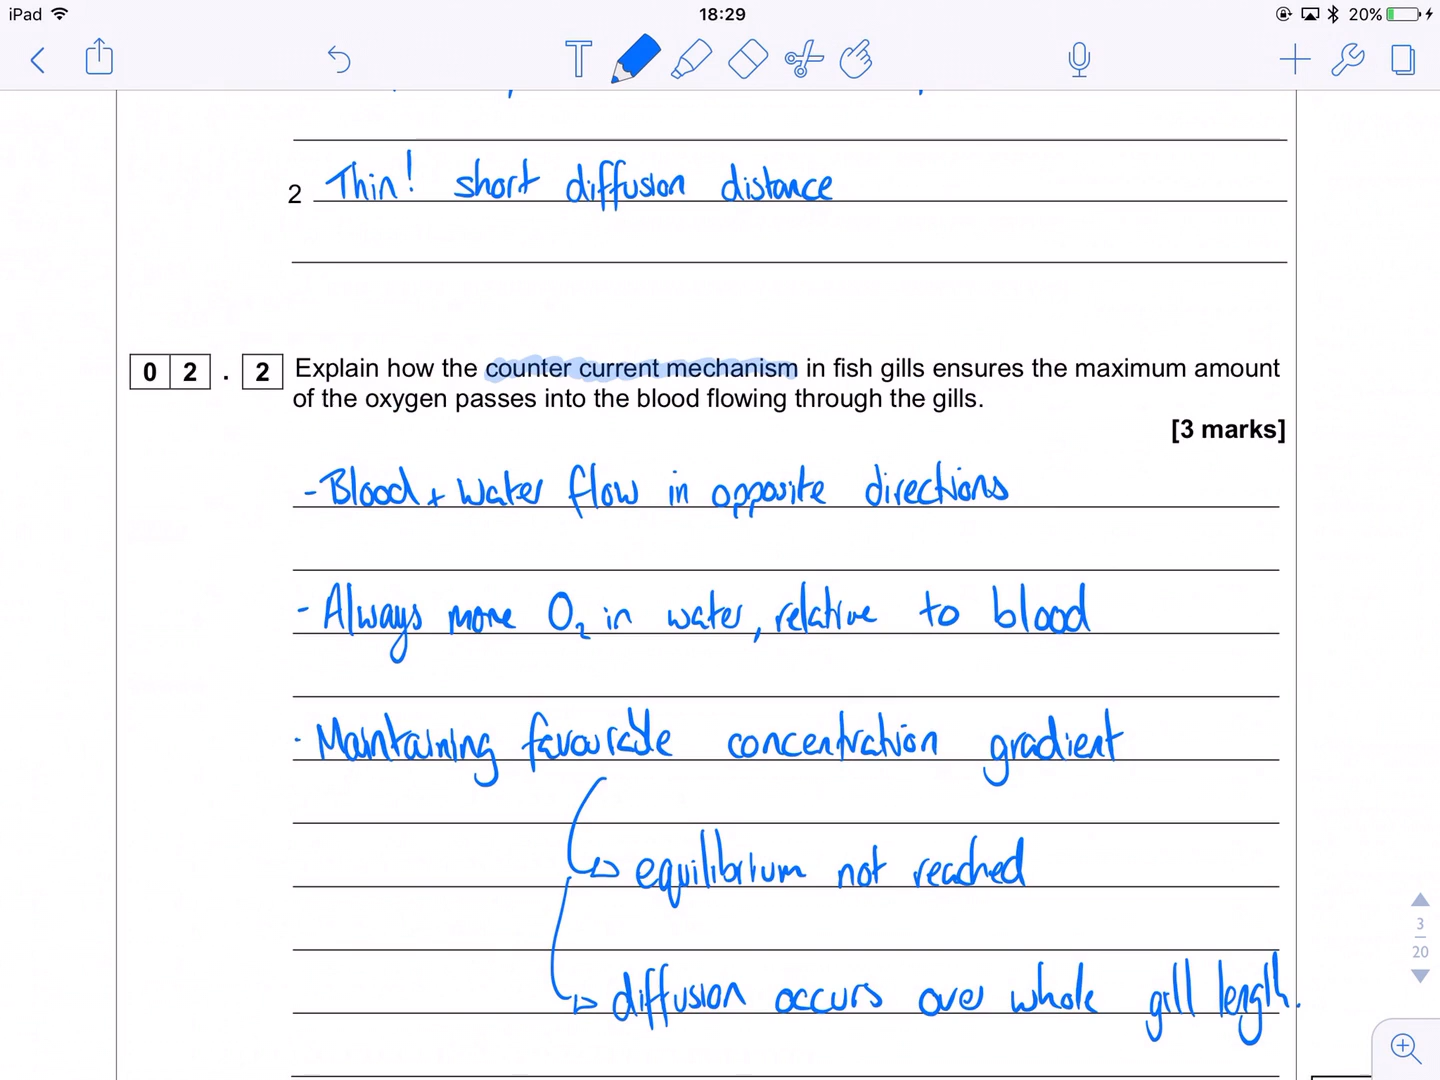 iPad 18:29 20%
T
2 Thin! short diffusion distance
0 2 . 2 Explain how the counter current mechanism in fish gills ensures the maximum amount
of the oxygen passes into the blood flowing through the gills.
[3 marks]
- Blood + Water flow in opposite directions
- Always more O₂ in water, relative to blood
- Maintaining favourable concentration gradient
equilibrium not reached
diffusion occurs over whole gill length.
3
20